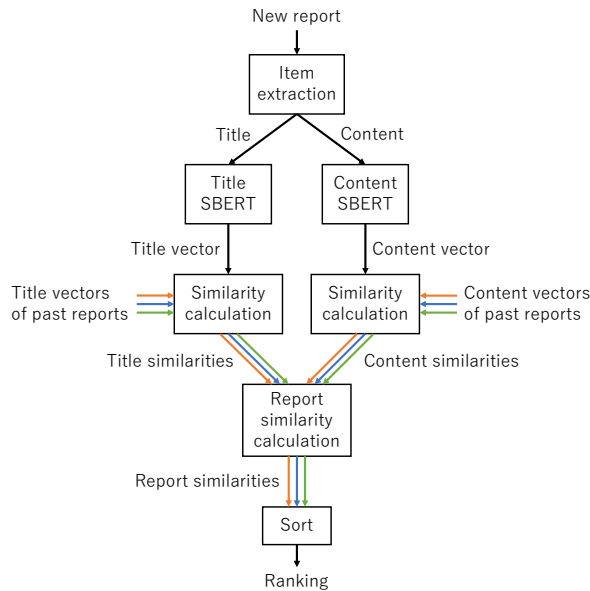 New report
Item
extraction
Title
Content
Title
SBERT
Content
SBERT
Title vector
Content vector
Title vectors
of past reports
Similarity
calculation
Similarity
calculation
Content vectors
of past reports
Title similarities
Content similarities
Report
similarity
calculation
Report similarities
Sort
Ranking